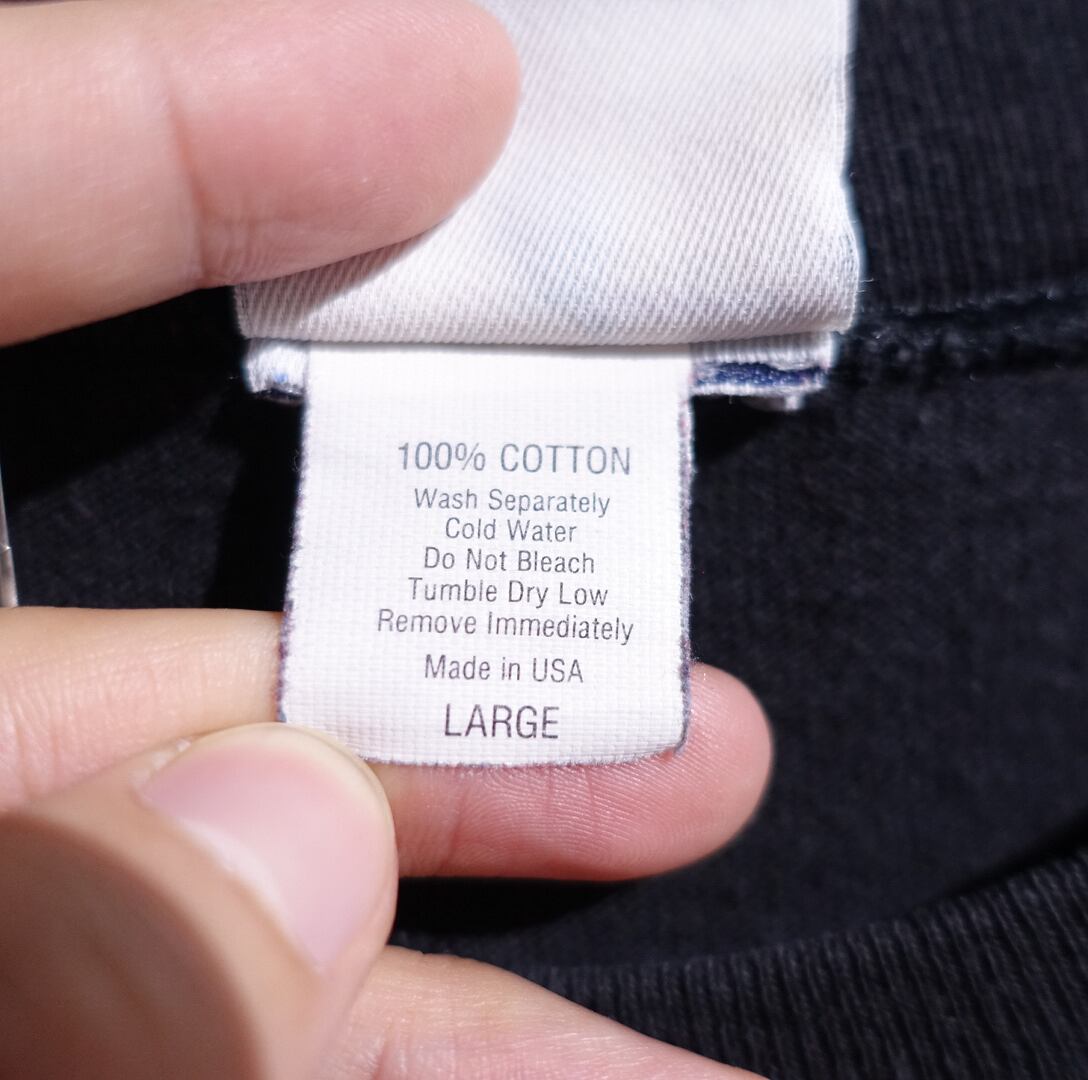 100% COTTON
Wash Separately
Cold Water
Do Not Bleach
Tumble Dry Low
Remove Immediately
Made in USA
LARGE